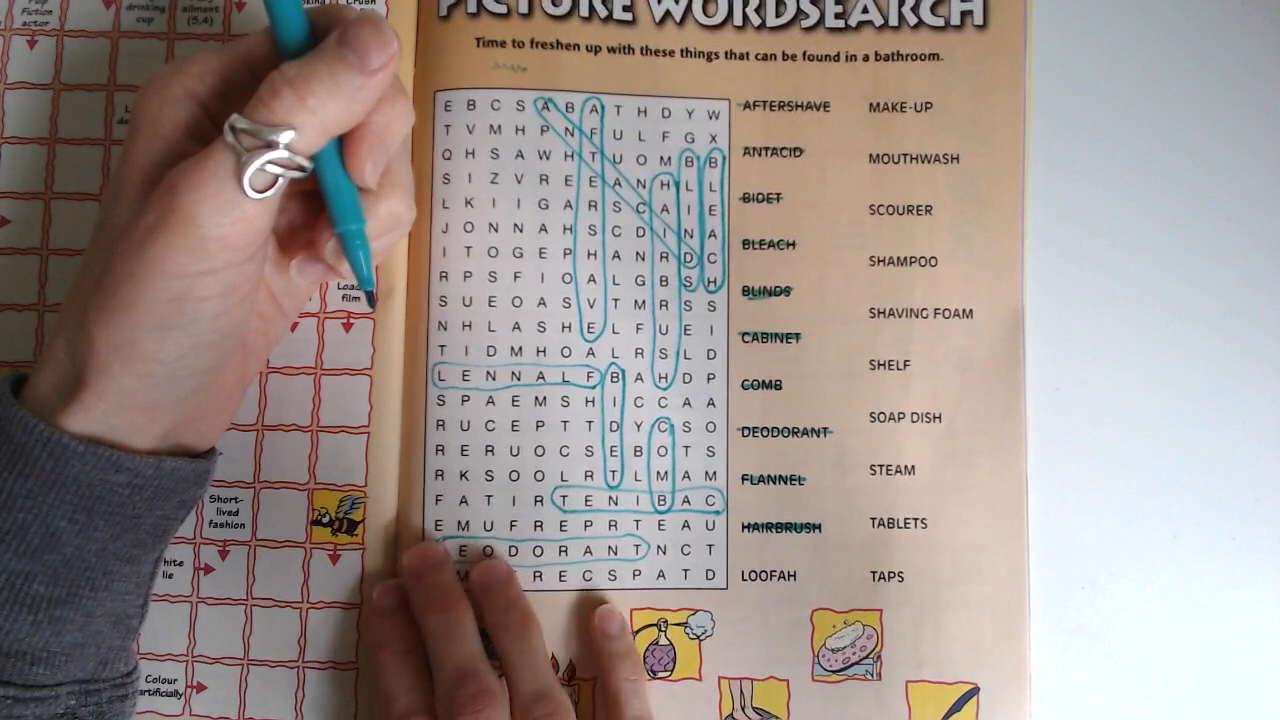 Pulp
Fiction
actor
drinking
cup
ailment
(5,4)
Crush
Load
film
Short-
lived
fashion
lie
Colour
artificially
PICTURE WORDSEARCH
Time to freshen up with these things that can be found in a bathroom.
E B C S A B A T H D Y W
T V M H P N F U L F G X
Q H S A W H T U O M B B
S I Z V R E E A N H L L
L K I I G A R S C A I E
J O N N A H S C D I N A
I T O G E P H A N R D C
R P S F I O A L G B S H
S U E O A S V T M R S S
N H L A S H E L F U E I
T I D M H O A L R S L D
L E N N A L F B A H D P
S P A E M S H I C C A A
R U C E P T T D Y C S O
R E R U O C S E B O T S
R K S O O L R T L M A M
F A T I R T E N I B A C
E M U F R E P R T E A U
E O D O R A N T N C T
M R E C S P A T D
AFTERSHAVE
ANTACID
BIDET
BLEACH
BLINDS
CABINET
COMB
DEODORANT
FLANNEL
HAIRBRUSH
LOOFAH
MAKE-UP
MOUTHWASH
SCOURER
SHAMPOO
SHAVING FOAM
SHELF
SOAP DISH
STEAM
TABLETS
TAPS